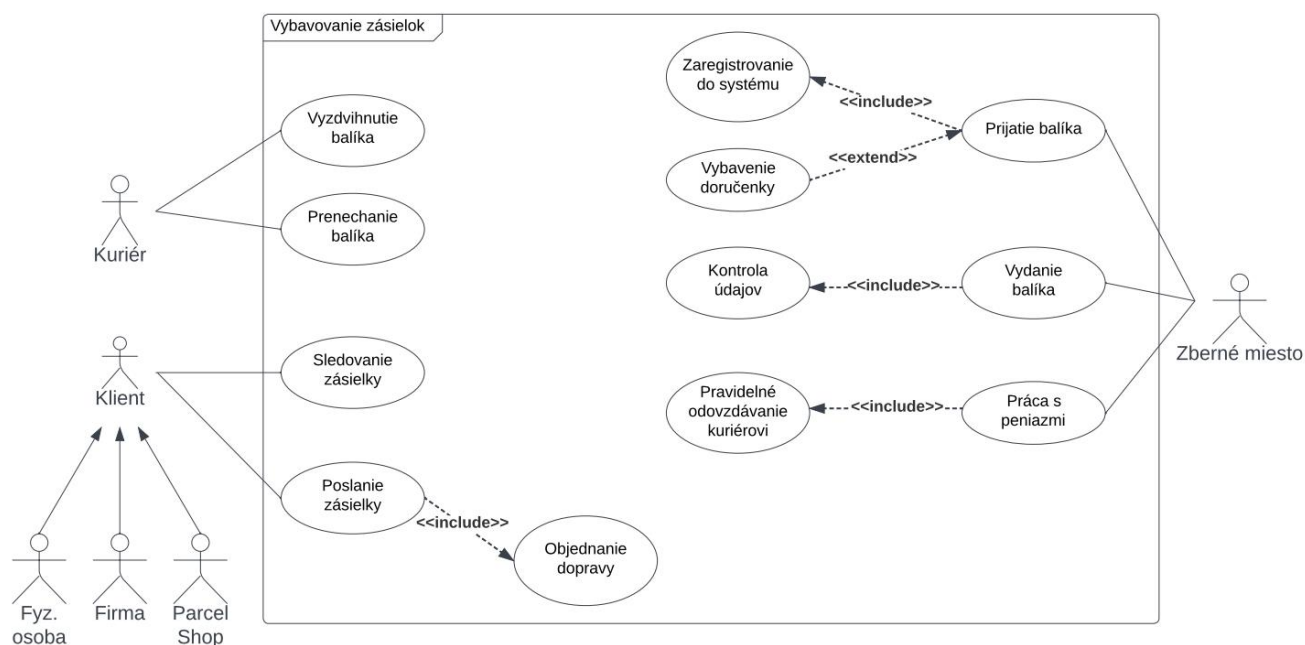 Vybavovanie zásielok
Zaregistrovanie
do systému
<<include>>
Vyzdvihnutie
balíka
Prijatie balíka
<<extend>>
Vybavenie
doručenky
Prenechanie
balíka
Kuriér
Kontrola
údajov
<<include>>
Vydanie
balíka
Zberné miesto
Sledovanie
zásielky
Klient
Pravidelné
odovzdávanie
kuriérovi
<<include>>
Práca s
peniazmi
Poslanie
zásielky
<<include>>
Objednanie
dopravy
Fyz.
osoba
Firma
Parcel
Shop